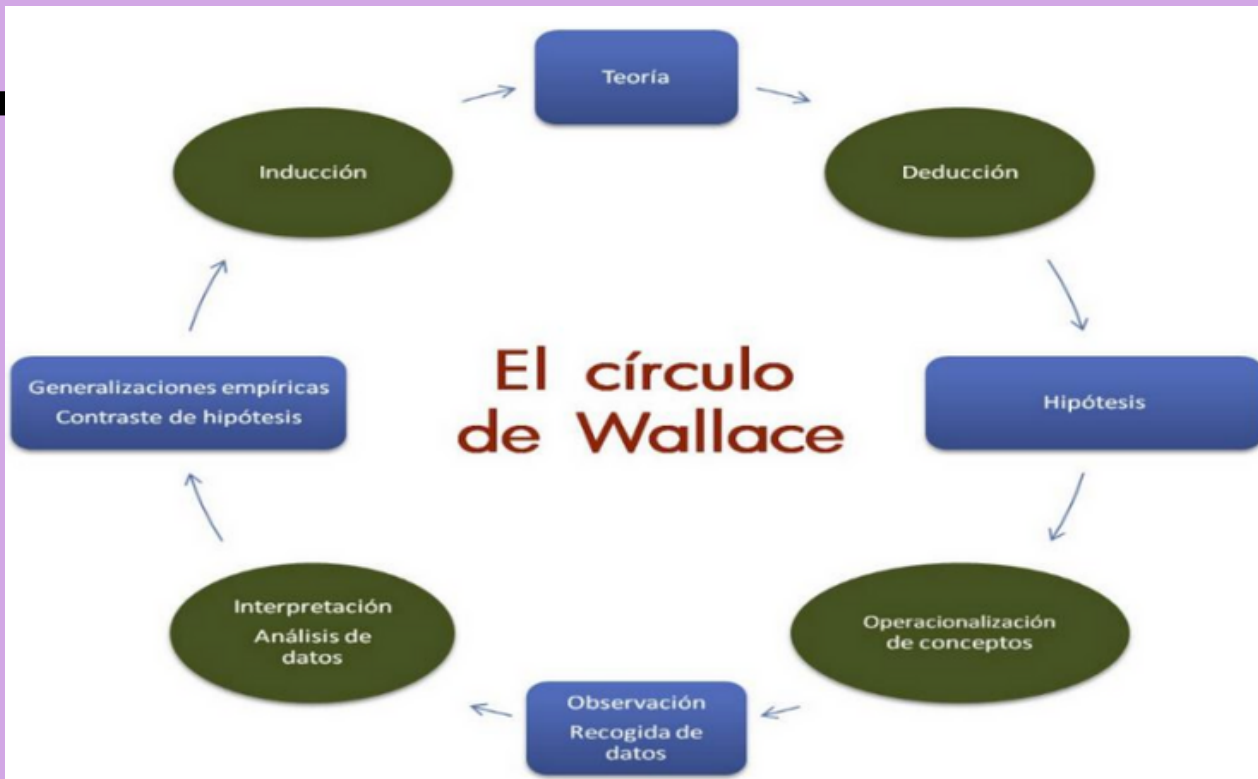 Teoría
Inducción
Deducción
Generalizaciones empíricas
Contraste de hipótesis
El círculo
de Wallace
Hipótesis
Interpretación
Análisis de
datos
Operacionalización
de conceptos
Observación
Recogida de
datos